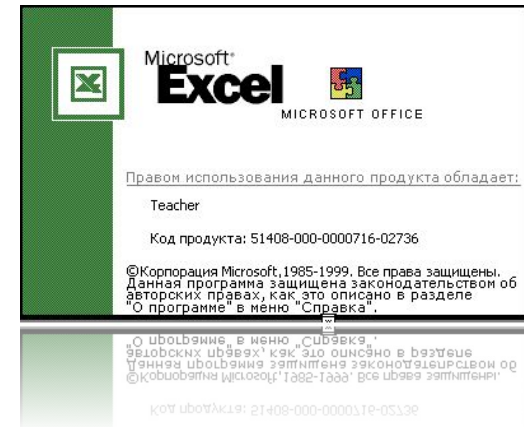 Microsoft®
Excel
MICROSOFT OFFICE
Правом использования данного продукта обладает:
Teacher
Код продукта: 51408-000-0000716-02736
©Корпорация Microsoft,1985-1999. Все права защищены.
Данная программа защищена законодательством об
авторских правах, как это описано в разделе
"О программе" в меню "Справка".